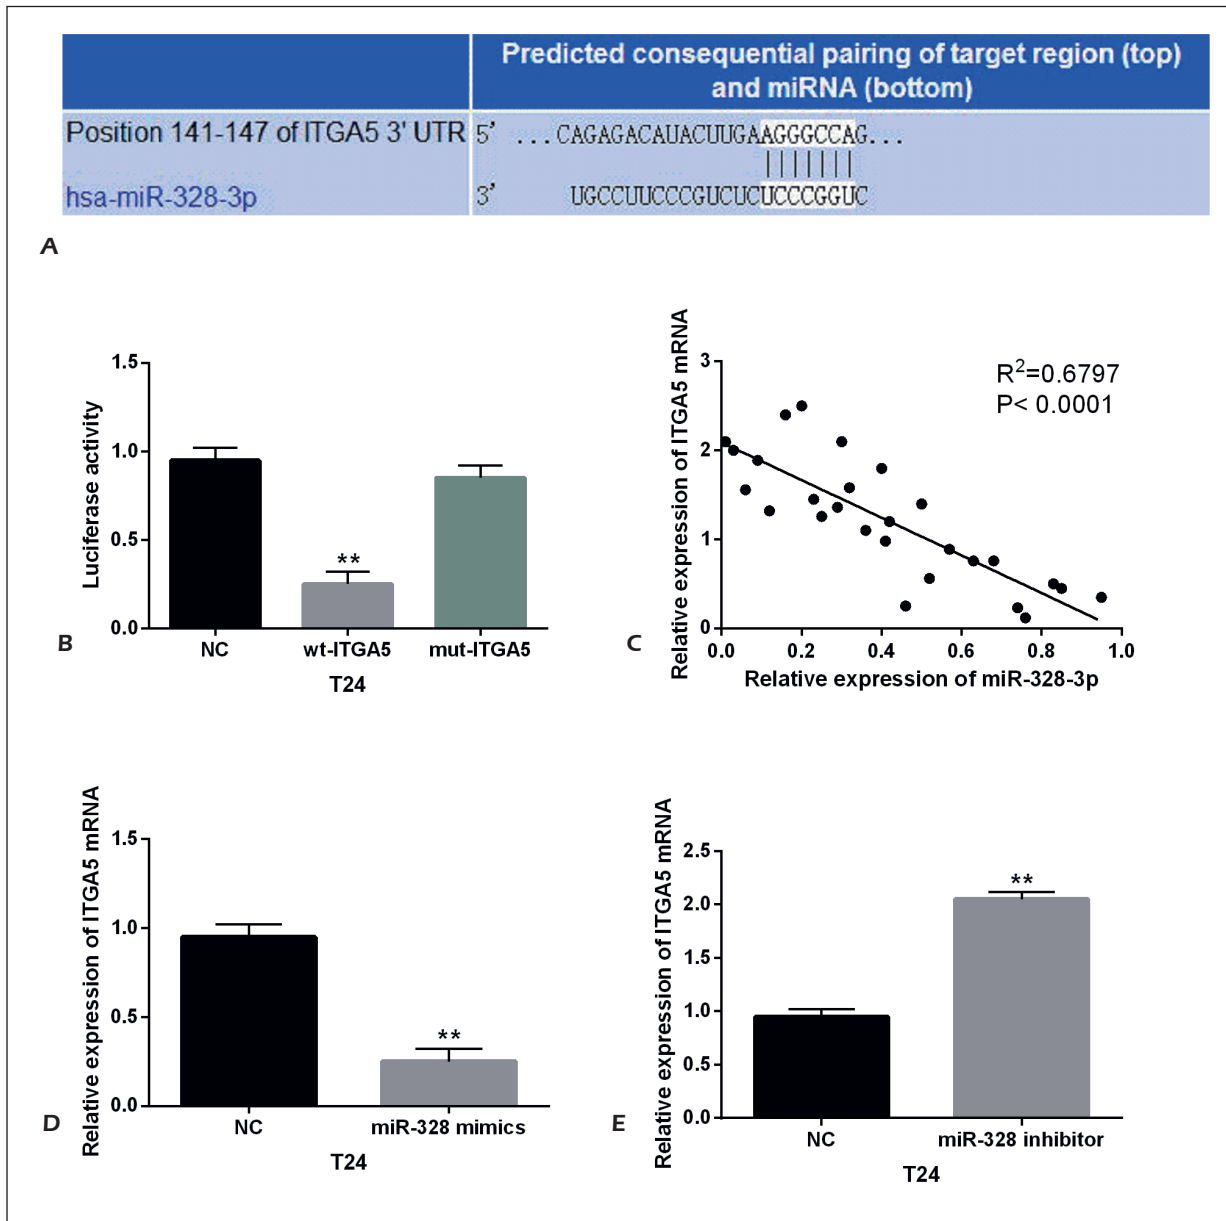 Predicted consequential pairing of target region (top)
and miRNA (bottom)
Position 141-147 of ITGA5 3' UTR 5' ...CAGAGACAUACUUGAAGGGCCAG...
hsa-miR-328-3p 3' UGCCUUCCCGUCUCUCCCGGUC
A
Luciferase activity
1.5
1.0
0.5
0.0
**
NC wt-ITGA5 mut-ITGA5
T24
B
Relative expression of ITGA5 mRNA
3
2
1
0
R2=0.6797
P< 0.0001
0.0 0.2 0.4 0.6 0.8 1.0
Relative expression of miR-328-3p
C
Relative expression of ITGA5 mRNA
1.5
1.0
0.5
0.0
**
NC miR-328 mimics
T24
D
Relative expression of ITGA5 mRNA
2.5
2.0
1.5
1.0
0.5
0.0
**
NC miR-328 inhibitor
T24
E